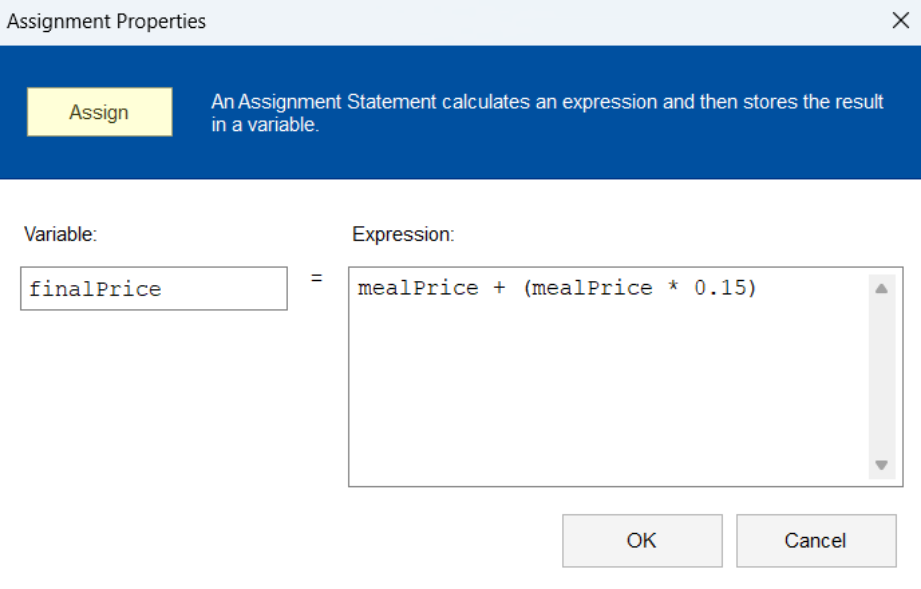 Assignment Properties
Assign
An Assignment Statement calculates an expression and then stores the result
in a variable.
Variable:
Expression:
finalPrice
=
mealPrice + (mealPrice * 0.15)
OK
Cancel